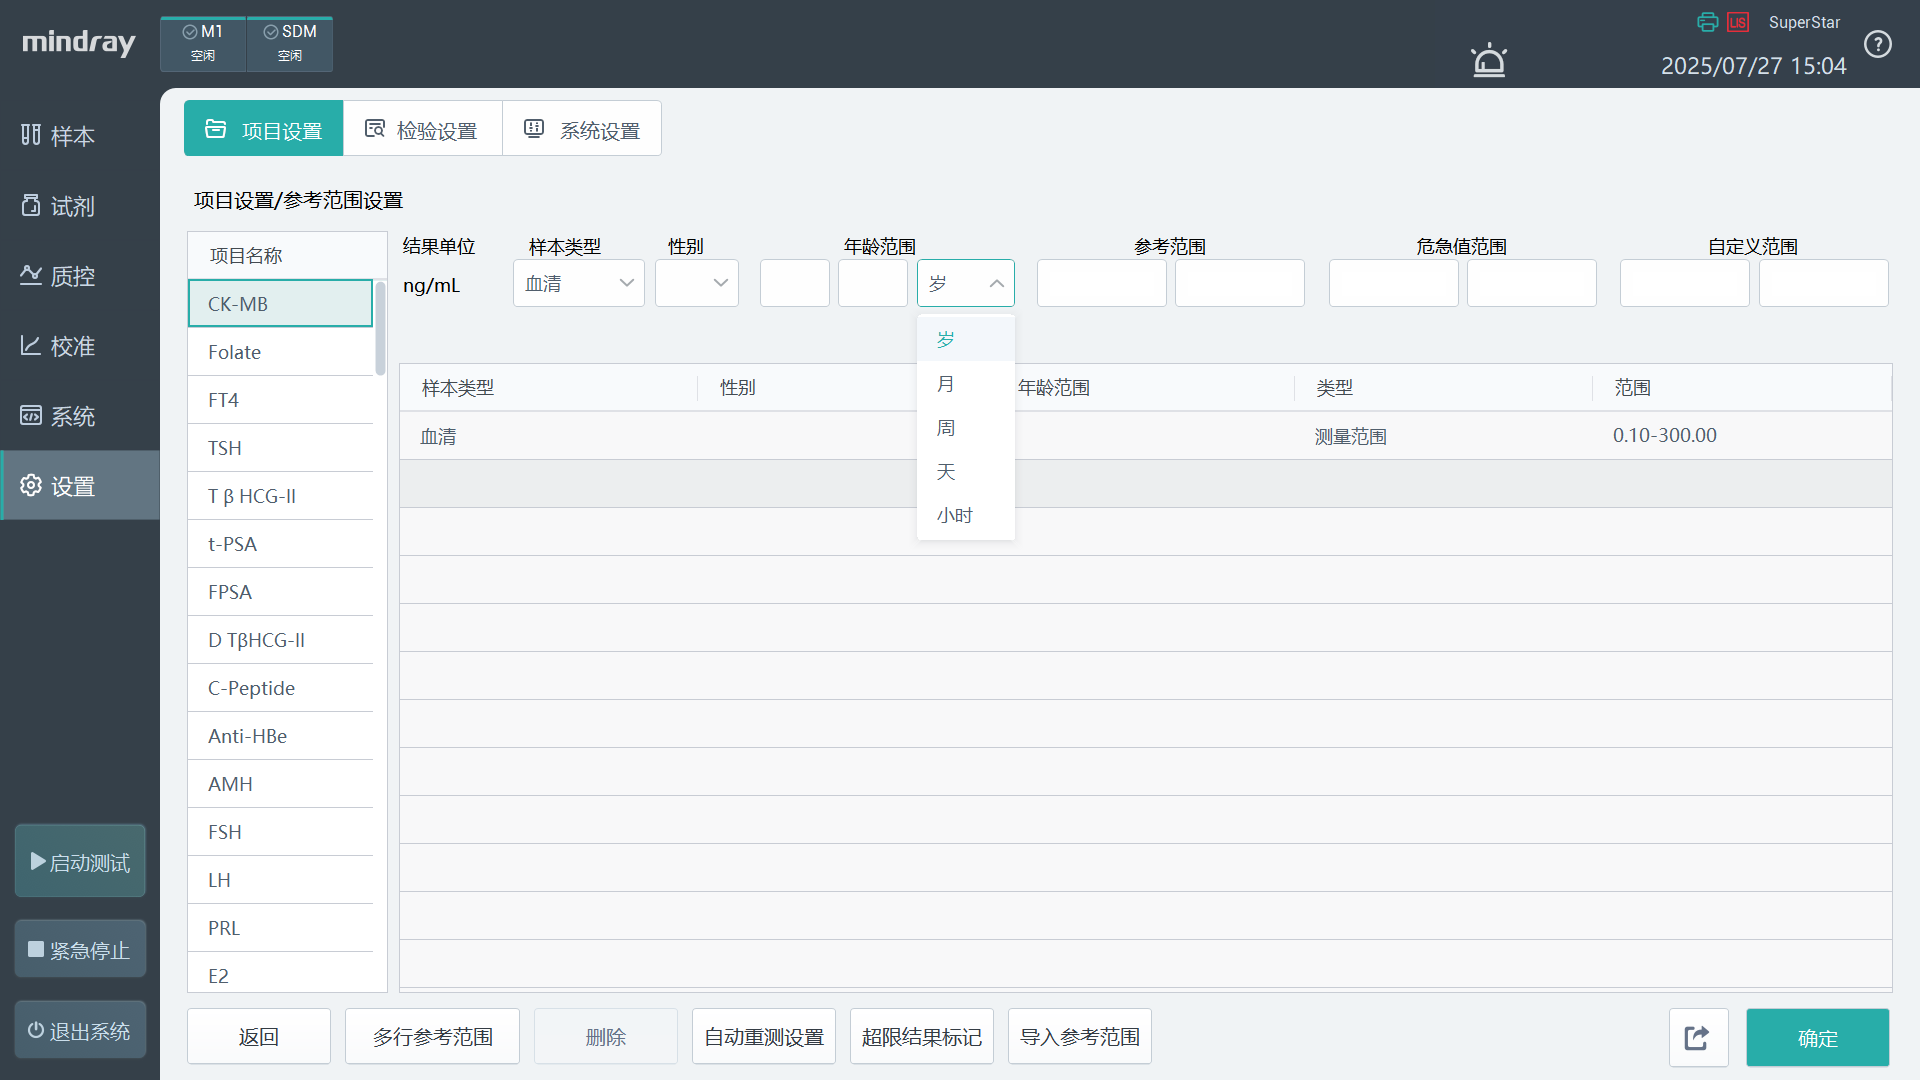 mindray
M1
空闲
SDM
空闲
LIS
SuperStar
2025/07/27 15:04
样本
试剂
质控
校准
系统
设置
启动测试
紧急停止
退出系统
项目设置
检验设置
系统设置
项目设置/参考范围设置
项目名称
CK-MB
Folate
FT4
TSH
T β HCG-II
t-PSA
FPSA
D TβHCG-II
C-Peptide
Anti-HBe
AMH
FSH
LH
PRL
E2
结果单位
样本类型
性别
年龄范围
参考范围
危急值范围
自定义范围
ng/mL
血清
岁
岁
月
周
天
小时
样本类型
性别
年龄范围
类型
范围
血清
测量范围
0.10-300.00
返回
多行参考范围
删除
自动重测设置
超限结果标记
导入参考范围
确定